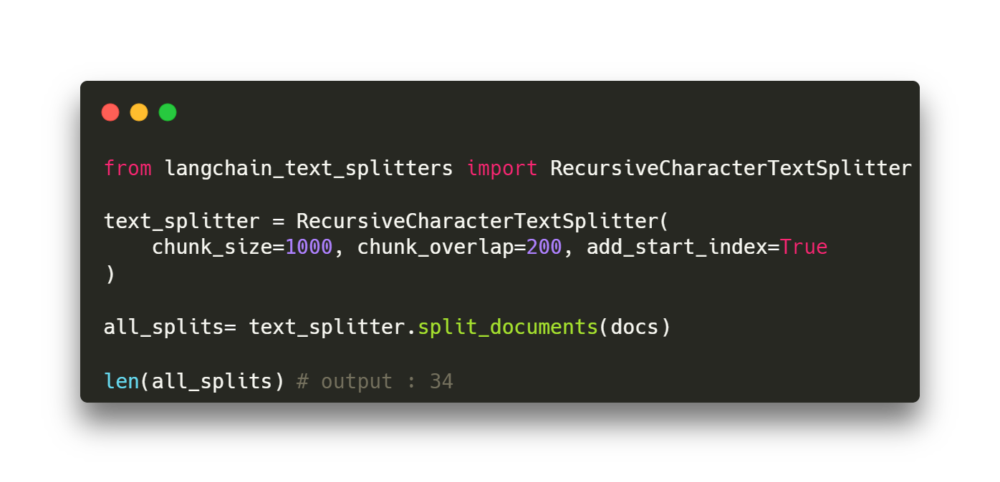 from langchain_text_splitters import RecursiveCharacterTextSplitter
text_splitter = RecursiveCharacterTextSplitter(
    chunk_size=1000, chunk_overlap=200, add_start_index=True
)
all_splits= text_splitter.split_documents(docs)
len(all_splits) # output : 34